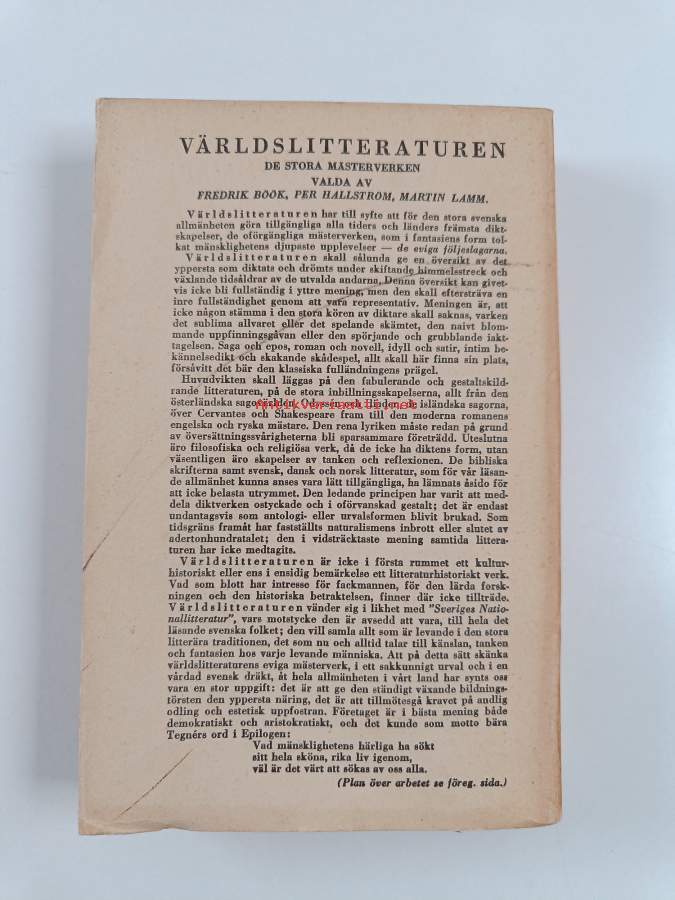 VÄRLDSLITTERATUREN
DE STORA MÄSTERVERKEN
VALDA AV
FREDRIK BÖÖK, PER HALLSTRÖM, MARTIN LAMM.
Världslitteraturen har till syfte att för den stora svenska
allmänheten göra tillgängliga alla tiders och länders främsta dikt-
skapelser, de oförgängliga mästerverken, som i fantasiens form tol-
kat mänsklighetens djupaste upplevelser — de eviga följeslagarna.
Världslitteraturen skall sålunda ge en översikt av det
yppersta som diktats och drömts under skiftande himmelsstreck och
växlande tidsåldrar av de utvalda andarna. Denna översikt kan givet-
vis icke bli fullständig i yttre mening, men den skall eftersträva en
inre fullständighet genom att vara representativ. Meningen är, att
icke någon stämma i den stora kören av diktare skall saknas, varken
det sublima allvaret eller det spelande skämtet, den naivt blom-
mande uppfinningsgåvan eller den spörjande och grubblande iakt-
tagelsen. Saga och epos, roman och novell, idyll och satir, intim be-
kännelsedikt och skakande skådespel, allt skall här finna sin plats,
försåvitt det bär den klassiska fulländningens prägel.
Huvudvikten skall läggas på den fabulerande och gestaltskild-
rande litteraturen, på de stora inbillningsskapelserna, allt från den
österländska sagovärlden, Odysséen och Iliaden, de isländska sagorna,
antikvariaattiilit.net
över Cervantes och Shakespeare fram till den moderna romanens
engelska och ryska mästare. Den rena lyriken måste redan på grund
av översättningssvårigheterna bli sparsammare företrädd. Uteslutna
äro filosofiska och religiösa verk, då de icke ha diktens form, utan
väsentligen äro skapelser av tanken och reflexionen. De bibliska
skrifterna samt svensk, dansk och norsk litteratur, som för vår läsan-
de allmänhet kunna anses vara lätt tillgängliga, ha lämnats åsido för
att icke belasta utrymmet. Den ledande principen har varit att med-
dela diktverken ostyckade och i oförvanskad gestalt; det är endast
undantagsvis som antologi- eller urvalsformen blivit brukad. Som
tidsgräns framåt har fastställts naturalismens inbrott eller slutet av
adertonhundratalet; den i vidsträcktaste mening samtida littera-
turen har icke medtagits.
Världslitteraturen är icke i första rummet ett kultur-
historiskt eller ens i ensidig bemärkelse ett litteraturhistoriskt verk.
Vad som blott har intresse för fackmannen, för den lärda forsk-
ningen och den historiska betraktelsen, finner där icke tillträde.
Världslitteraturen vänder sig i likhet med "Sveriges Natio-
nallitteratur", vars motstycke den är avsedd att vara, till hela det
läsande svenska folket; den vill samla allt som är levande i den stora
litterära traditionen, det som nu och alltid talar till känslan, tanken
och fantasien hos varje levande människa. Att på detta sätt skänka
världslitteraturens eviga mästerverk, i ett sakkunnigt urval och i en
vårdad svensk dräkt, åt hela allmänheten i vårt land har synts oss
vara en stor uppgift: det är att ge den ständigt växande bildnings-
törsten den yppersta näring, det är att tillmötesgå kravet på andlig
odling och estetisk uppfostran. Företaget är i bästa mening både
demokratiskt och aristokratiskt, och det kunde som motto bära
Tegnérs ord i Epilogen:
Vad mänsklighetens härliga ha sökt
sitt hela sköna, rika liv igenom,
väl är det värt att sökas av oss alla.
(Plan över arbetet se föreg. sida.)